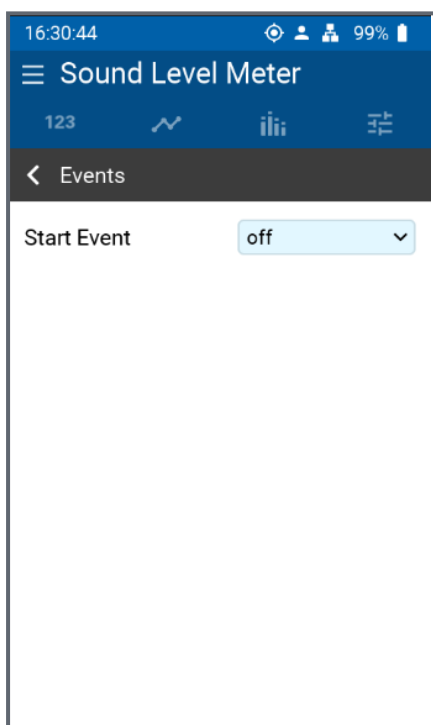 16:30:44 99%
Sound Level Meter
123
Events
Start Event off